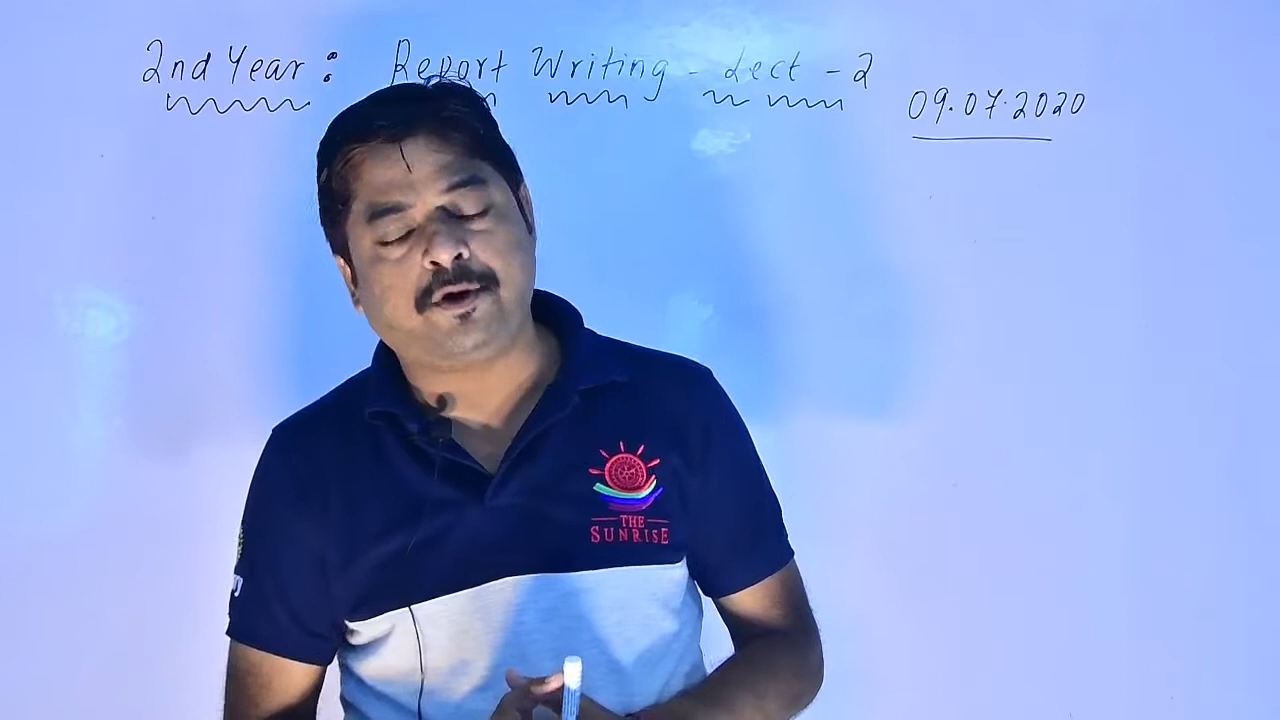 2nd Year : Report Writing - Lect - 2
09.07.2020
THE
SUNRISE